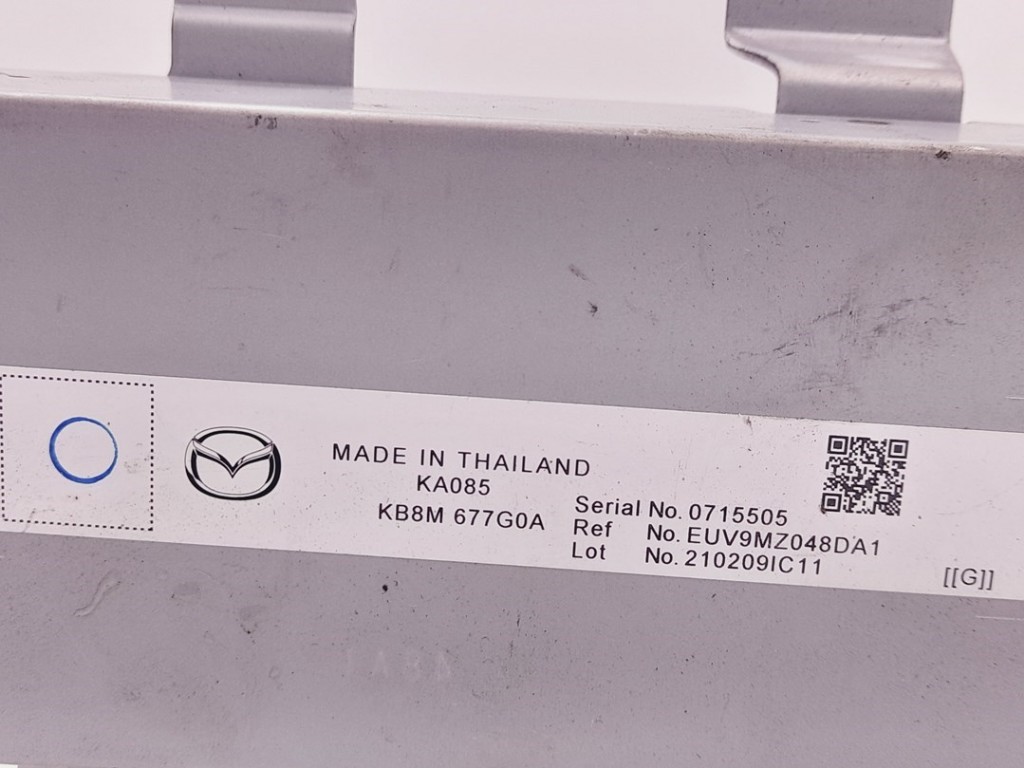 MADE IN THAILAND
KA085
KB8M 677G0A
Serial No. 0715505
Ref No. EUV9MZ048DA1
Lot No. 210209IC11
[[G]]